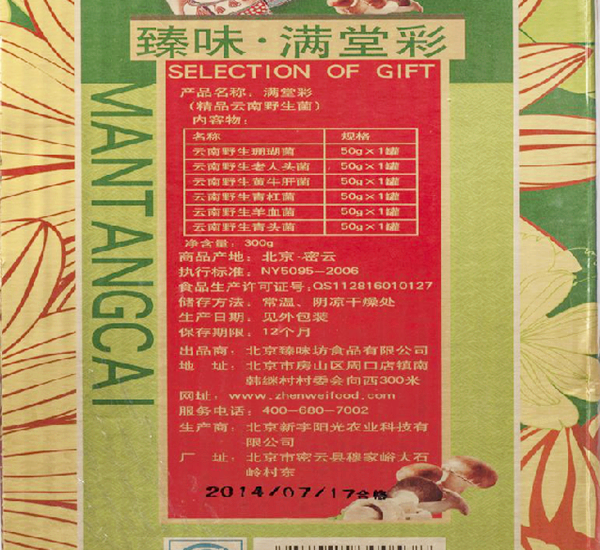 臻味·满堂彩
SELECTION OF GIFT
MANTANGCAI
产品名称：满堂彩
（精品云南野生菌）
内容物：
名称 规格
云南野生珊瑚菌 50g×1罐
云南野生老人头菌 50g×1罐
云南野生黄牛肝菌 50g×1罐
云南野生青杠菌 50g×1罐
云南野生羊血菌 50g×1罐
云南野生青头菌 50g×1罐
净含量：300g
商品产地：北京·密云
执行标准：NY5095-2006
食品生产许可证号：QS112816010127
储存方法：常温、阴凉干燥处
生产日期：见外包装
保存期限：12个月
出品商：北京臻味坊食品有限公司
地 址：北京市房山区周口店镇南
韩继村村委会向西300米
网址：www.zhenweifood.com
服务电话：400-680-7002
生产商：北京新宇阳光农业科技有
限公司
厂 址：北京市密云县穆家峪大石
岭村东
2014/07/17合格